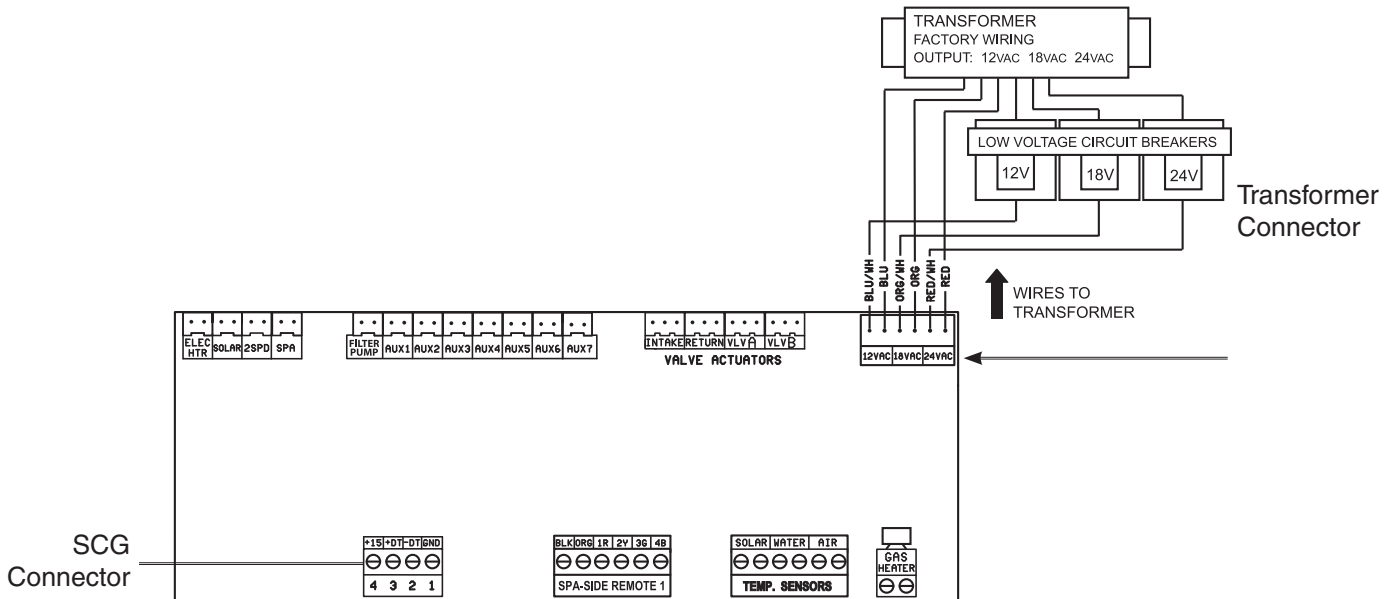 TRANSFORMER
FACTORY WIRING
OUTPUT: 12VAC 18VAC 24VAC
LOW VOLTAGE CIRCUIT BREAKERS
12V 18V 24V
Transformer
Connector
BLU/WH
BLU
ORG/WH
ORG
RED/WH
RED
WIRES TO
TRANSFORMER
ELEC
HTR
SOLAR
2SPD
SPA
FILTER
PUMP
AUX1 AUX2 AUX3 AUX4 AUX5 AUX6 AUX7
INTAKE RETURN VLVA VLVB
VALVE ACTUATORS
12VAC 18VAC 24VAC
SCG
Connector
+15 +DT -DT GND
4 3 2 1
BLK ORG 1R 2Y 3G 4B
SPA-SIDE REMOTE 1
SOLAR WATER AIR
TEMP. SENSORS
GAS
HEATER